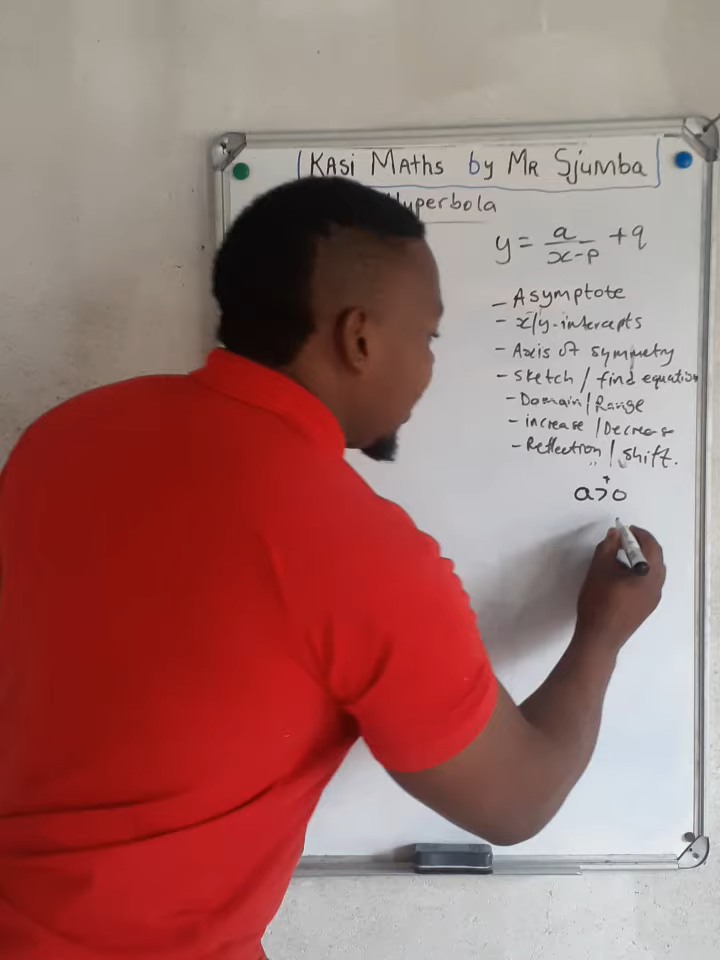 KASi MATHS by MR Sjumba
Hyperbola
y = a/(x-p) + q
- Asymptote
- x/y-intercepts
- Axis of symmetry
- Sketch / find equation
- Domain / Range
- increase / Decrease
- Reflection / shift.
+
a>0